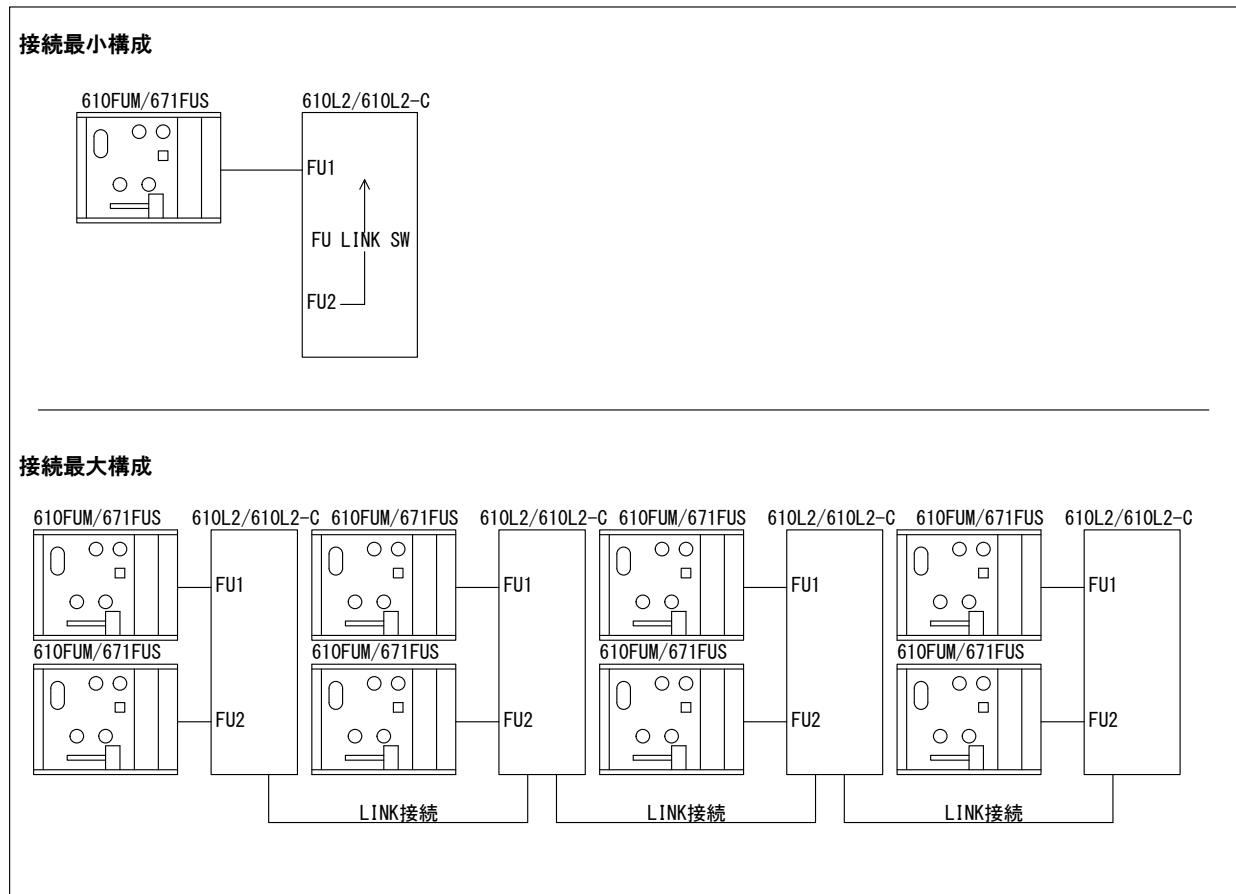 接続最小構成
610FUM/671FUS 610L2/610L2-C
FU1
FU LINK SW
FU2
接続最大構成
610FUM/671FUS 610L2/610L2-C 610FUM/671FUS 610L2/610L2-C 610FUM/671FUS 610L2/610L2-C 610FUM/671FUS 610L2/610L2-C
FU1 FU1 FU1 FU1
610FUM/671FUS 610FUM/671FUS 610FUM/671FUS 610FUM/671FUS
FU2 FU2 FU2 FU2
LINK接続 LINK接続 LINK接続